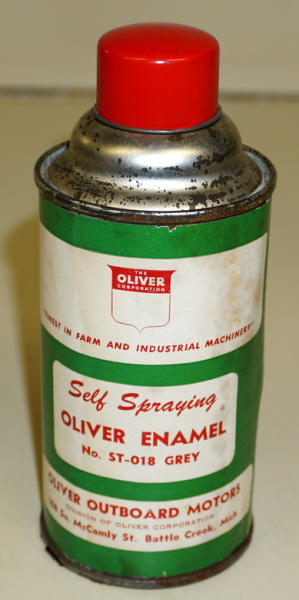 THE
OLIVER
CORPORATION
FINEST IN FARM AND INDUSTRIAL MACHINERY"
Self Spraying
OLIVER ENAMEL
No. ST-018 GREY
OLIVER OUTBOARD MOTORS
DIVISION OF OLIVER CORPORATION
So. McCamly St. Battle Creek, Mich.